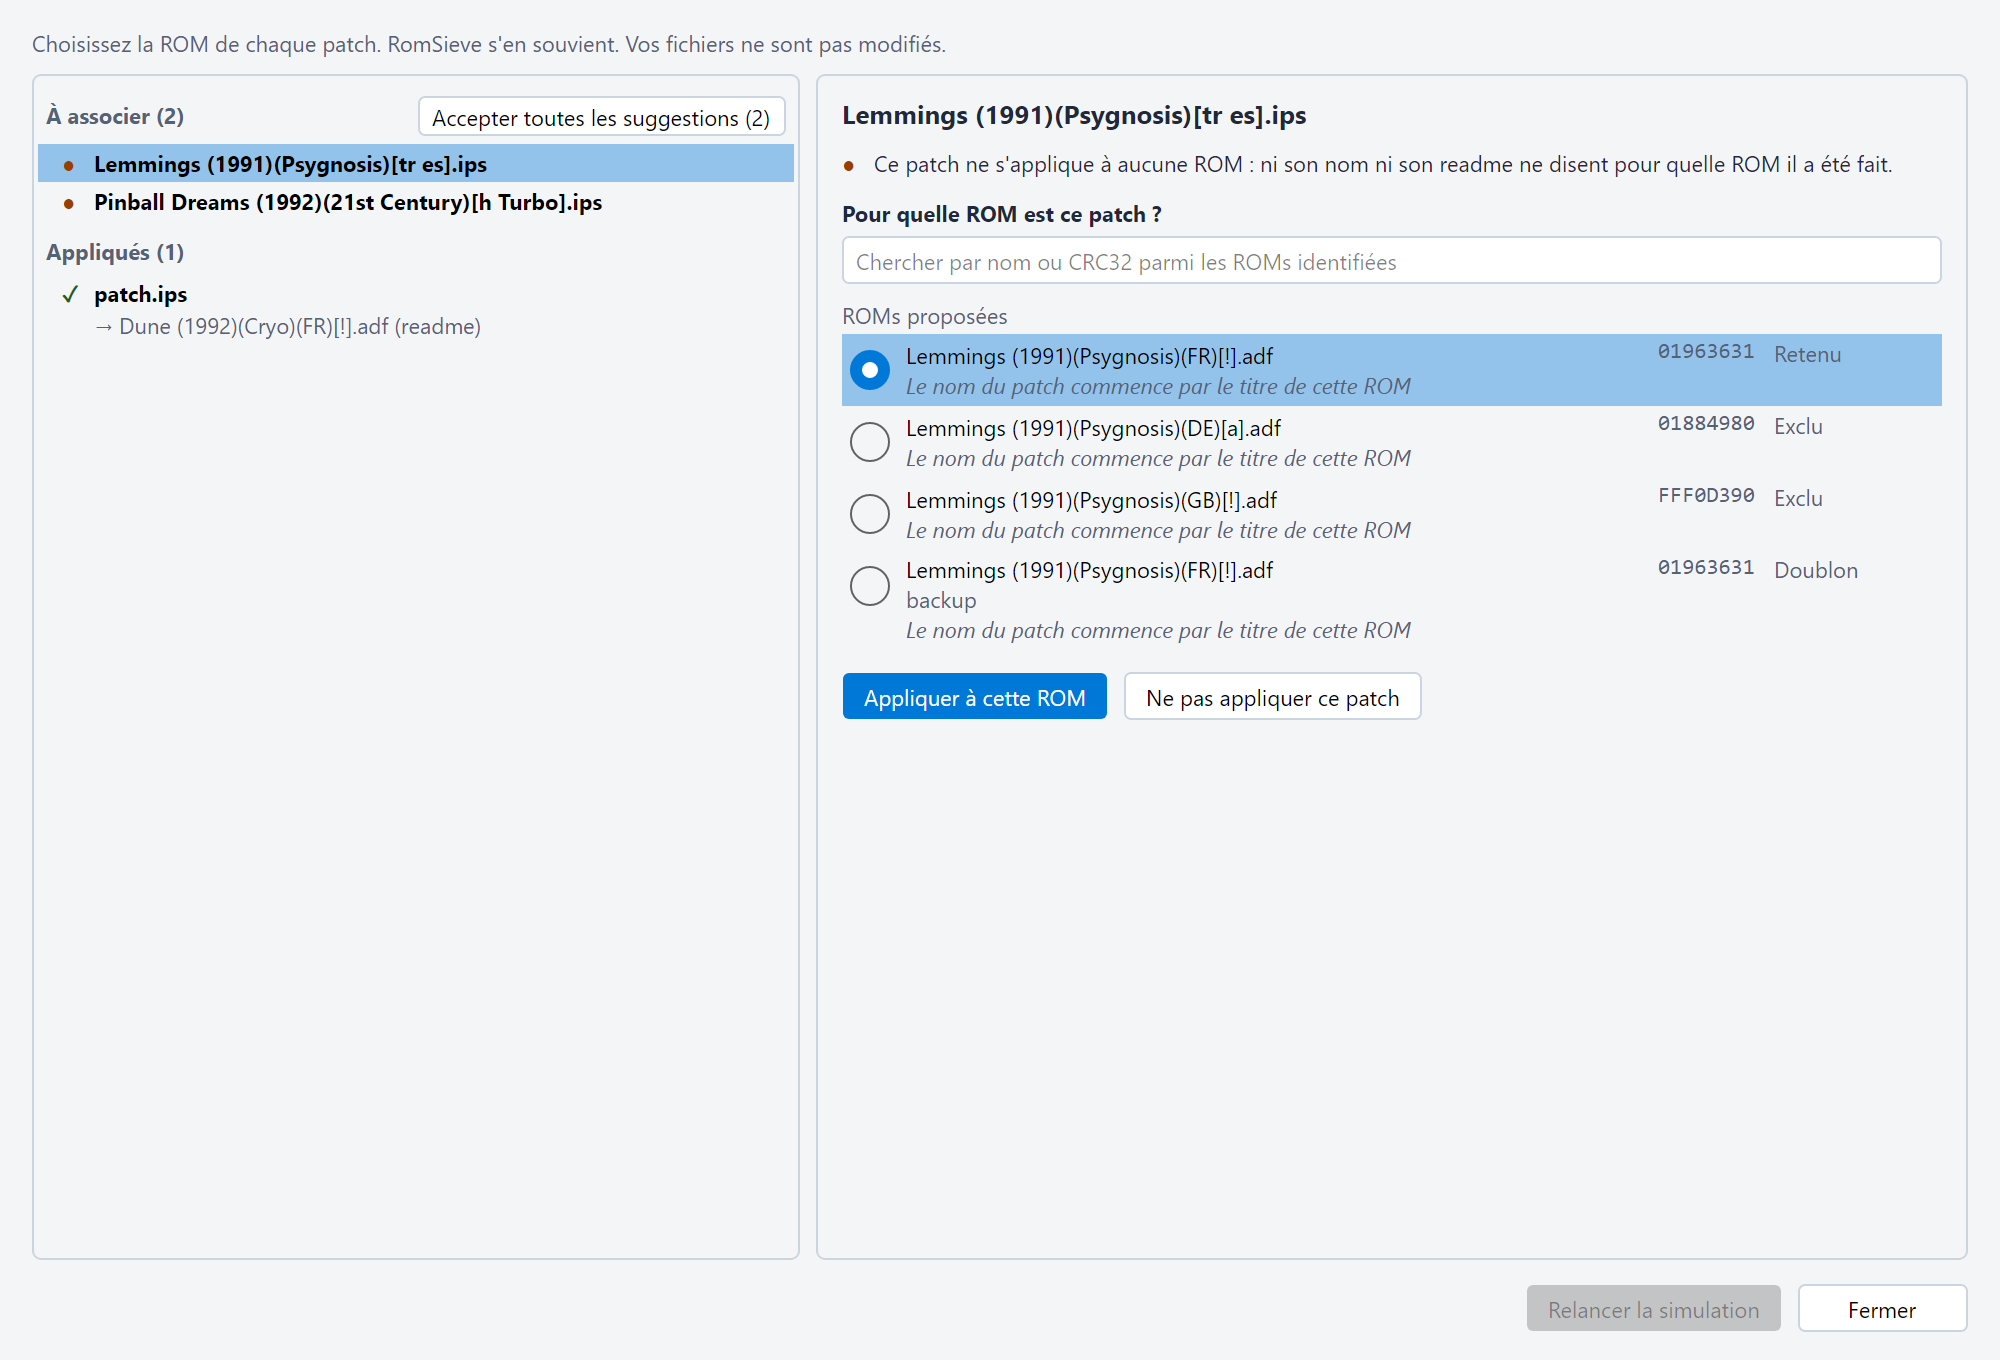 Choisissez la ROM de chaque patch. RomSieve s'en souvient. Vos fichiers ne sont pas modifiés.
À associer (2)
Accepter toutes les suggestions (2)
Lemmings (1991)(Psygnosis)[tr es].ips
Pinball Dreams (1992)(21st Century)[h Turbo].ips
Appliqués (1)
✓ patch.ips
→ Dune (1992)(Cryo)(FR)[!].adf (readme)
Lemmings (1991)(Psygnosis)[tr es].ips
Ce patch ne s'applique à aucune ROM : ni son nom ni son readme ne disent pour quelle ROM il a été fait.
Pour quelle ROM est ce patch ?
Chercher par nom ou CRC32 parmi les ROMs identifiées
ROMs proposées
Lemmings (1991)(Psygnosis)(FR)[!].adf 01963631 Retenu
Le nom du patch commence par le titre de cette ROM
Lemmings (1991)(Psygnosis)(DE)[a].adf 01884980 Exclu
Le nom du patch commence par le titre de cette ROM
Lemmings (1991)(Psygnosis)(GB)[!].adf FFF0D390 Exclu
Le nom du patch commence par le titre de cette ROM
Lemmings (1991)(Psygnosis)(FR)[!].adf 01963631 Doublon
backup
Le nom du patch commence par le titre de cette ROM
Appliquer à cette ROM
Ne pas appliquer ce patch
Relancer la simulation
Fermer